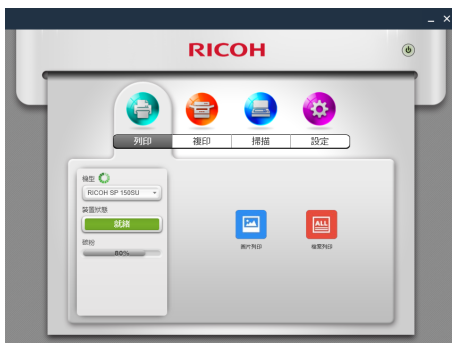 RICOH
列印
複印
掃描
設定
機型
RICOH SP 150SU
裝置狀態
就緒
碳粉
80%
圖片列印
ALL
檔案列印